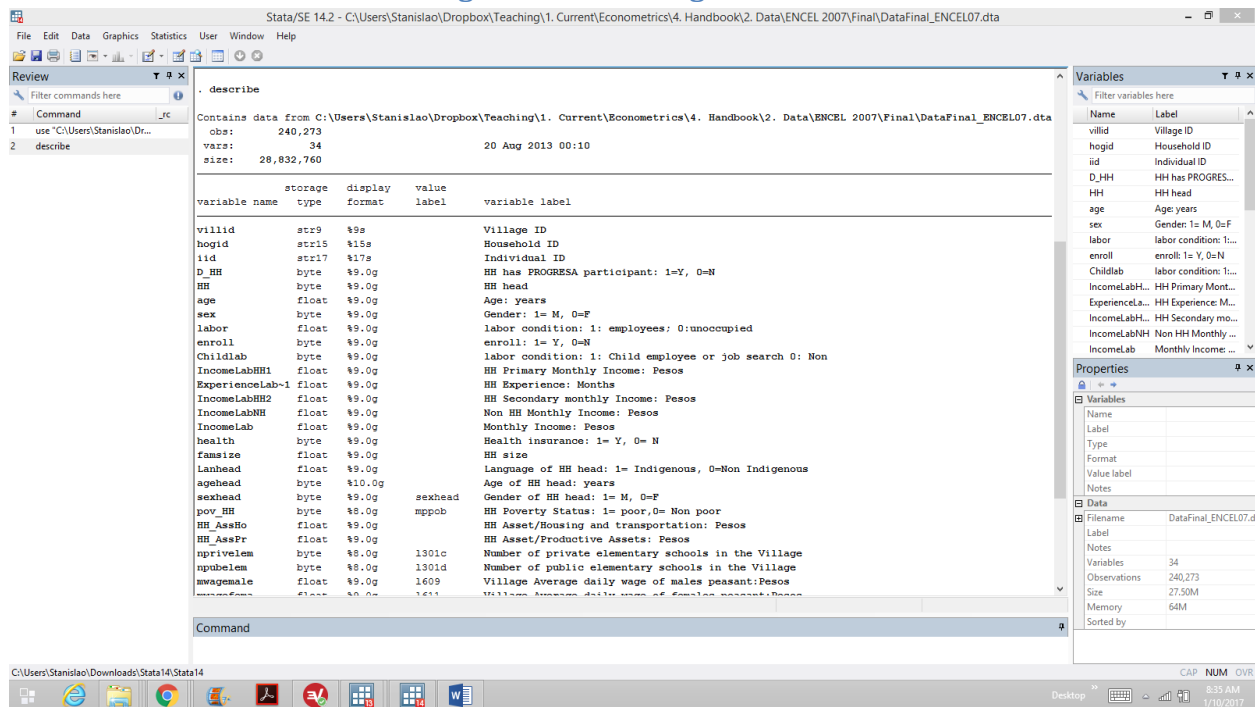 Stata/SE 14.2 - C:\Users\Stanislao\Dropbox\Teaching\1. Current\Econometrics\4. Handbook\2. Data\ENCEL 2007\Final\DataFinal_ENCEL07.dta
File Edit Data Graphics Statistics User Window Help
Review
Filter commands here
# Command _rc
1 use "C:\Users\Stanislao\Dr...
2 describe
. describe
Contains data from C:\Users\Stanislao\Dropbox\Teaching\1. Current\Econometrics\4. Handbook\2. Data\ENCEL 2007\Final\DataFinal_ENCEL07.dta
obs: 240,273
vars: 34 20 Aug 2013 00:10
size: 28,832,760
storage display value
variable name type format label variable label
villid str9 %9s Village ID
hogid str15 %15s Household ID
iid str17 %17s Individual ID
D_HH byte %9.0g HH has PROGRESA participant: 1=Y, 0=N
HH byte %9.0g HH head
age float %9.0g Age: years
sex byte %9.0g Gender: 1= M, 0=F
labor float %9.0g labor condition: 1: employees; 0:unoccupied
enroll byte %9.0g enroll: 1= Y, 0=N
Childlab byte %9.0g labor condition: 1: Child employee or job search 0: Non
IncomeLabHH1 float %9.0g HH Primary Monthly Income: Pesos
ExperienceLab~1 float %9.0g HH Experience: Months
IncomeLabHH2 float %9.0g HH Secondary monthly Income: Pesos
IncomeLabNH float %9.0g Non HH Monthly Income: Pesos
IncomeLab float %9.0g Monthly Income: Pesos
health byte %9.0g Health insurance: 1= Y, 0= N
famsize float %9.0g HH size
Lanhead float %9.0g Language of HH head: 1= Indigenous, 0=Non Indigenous
agehead byte %10.0g Age of HH head: years
sexhead byte %9.0g sexhead Gender of HH head: 1= M, 0=F
pov_HH byte %8.0g mppob HH Poverty Status: 1= poor,0= Non poor
HH_AssHo float %9.0g HH Asset/Housing and transportation: Pesos
HH_AssPr float %9.0g HH Asset/Productive Assets: Pesos
nprivelem byte %8.0g l301c Number of private elementary schools in the Village
npubelem byte %8.0g l301d Number of public elementary schools in the Village
mwagemale float %9.0g l609 Village Average daily wage of males peasant:Pesos
float %9.0g l611 Village Average daily wage of females peasant:Pesos
Command
Variables
Filter variables here
Name Label
villid Village ID
hogid Household ID
iid Individual ID
D_HH HH has PROGRES...
HH HH head
age Age: years
sex Gender: 1= M, 0=F
labor labor condition: 1:...
enroll enroll: 1= Y, 0=N
Childlab labor condition: 1:...
IncomeLabH... HH Primary Mont...
ExperienceLa... HH Experience: M...
IncomeLabH... HH Secondary mo...
IncomeLabNH Non HH Monthly ...
IncomeLab Monthly Income: ...
Properties
Variables
Name
Label
Type
Format
Value label
Notes
Data
Filename DataFinal_ENCEL07.d
Label
Notes
Variables 34
Observations 240,273
Size 27.50M
Memory 64M
Sorted by
C:\Users\Stanislao\Downloads\Stata14\Stata14
CAP NUM OVR
13
14
Desktop
8:35 AM
1/10/2017